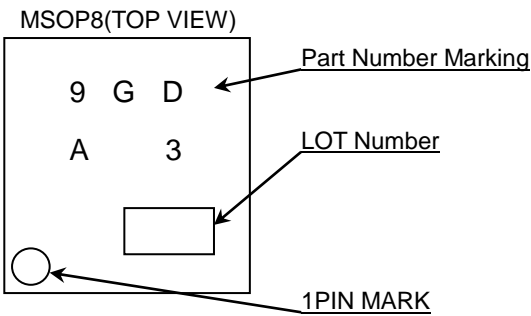 MSOP8(TOP VIEW)
Part Number Marking
9 G D
A 3
LOT Number
1PIN MARK